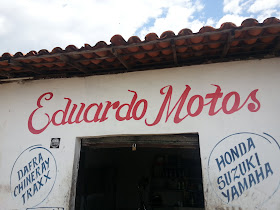 Eduardo Motos
DAFRA
CHINERAY
TRAXX
HONDA
SUZUKI
YAMAHA